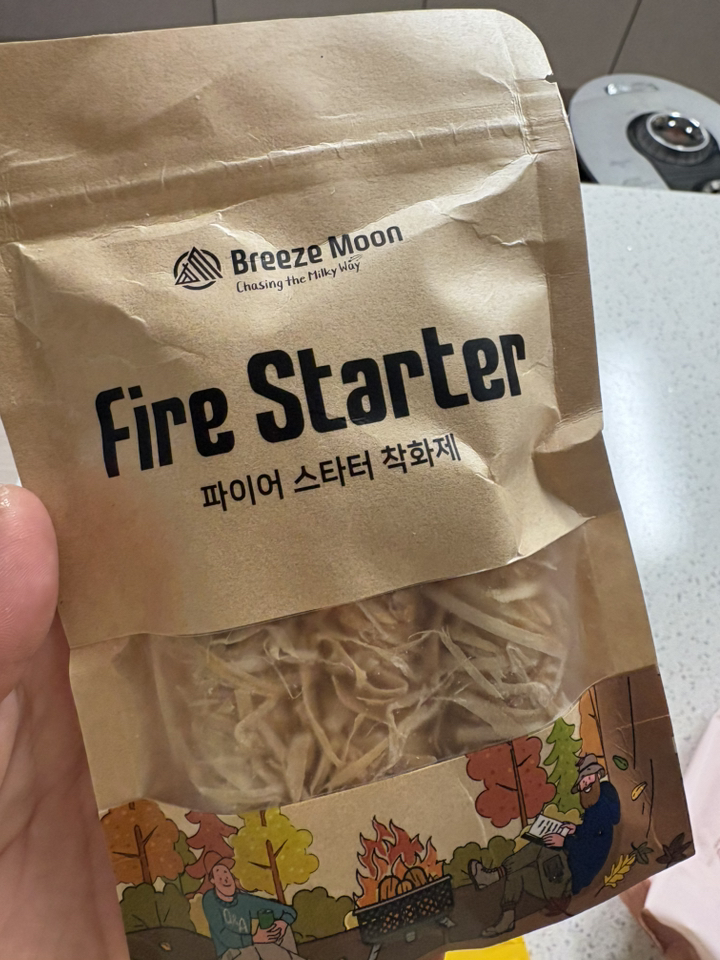 Breeze Moon
Chasing the Milky Way
Fire Starter
파이어 스타터 착화제
Q&A